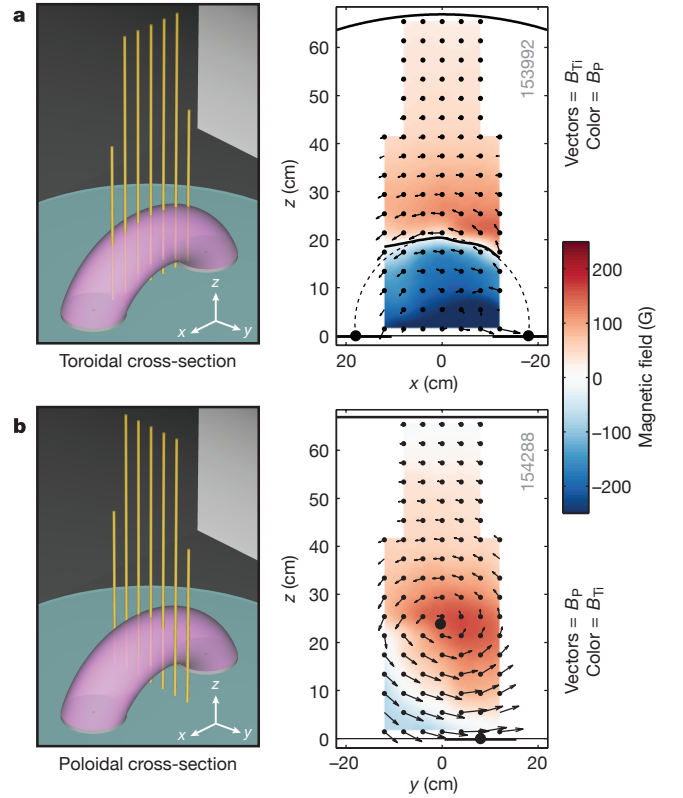 a
z
x
y
Toroidal cross-section
z (cm)
60
50
40
30
20
10
0
20
0
−20
x (cm)
153992
Vectors = B_Ti
Color = B_P
200
100
0
−100
−200
Magnetic field (G)
b
z
x
y
Poloidal cross-section
z (cm)
60
50
40
30
20
10
0
−20
0
20
y (cm)
154288
Vectors = B_P
Color = B_Ti